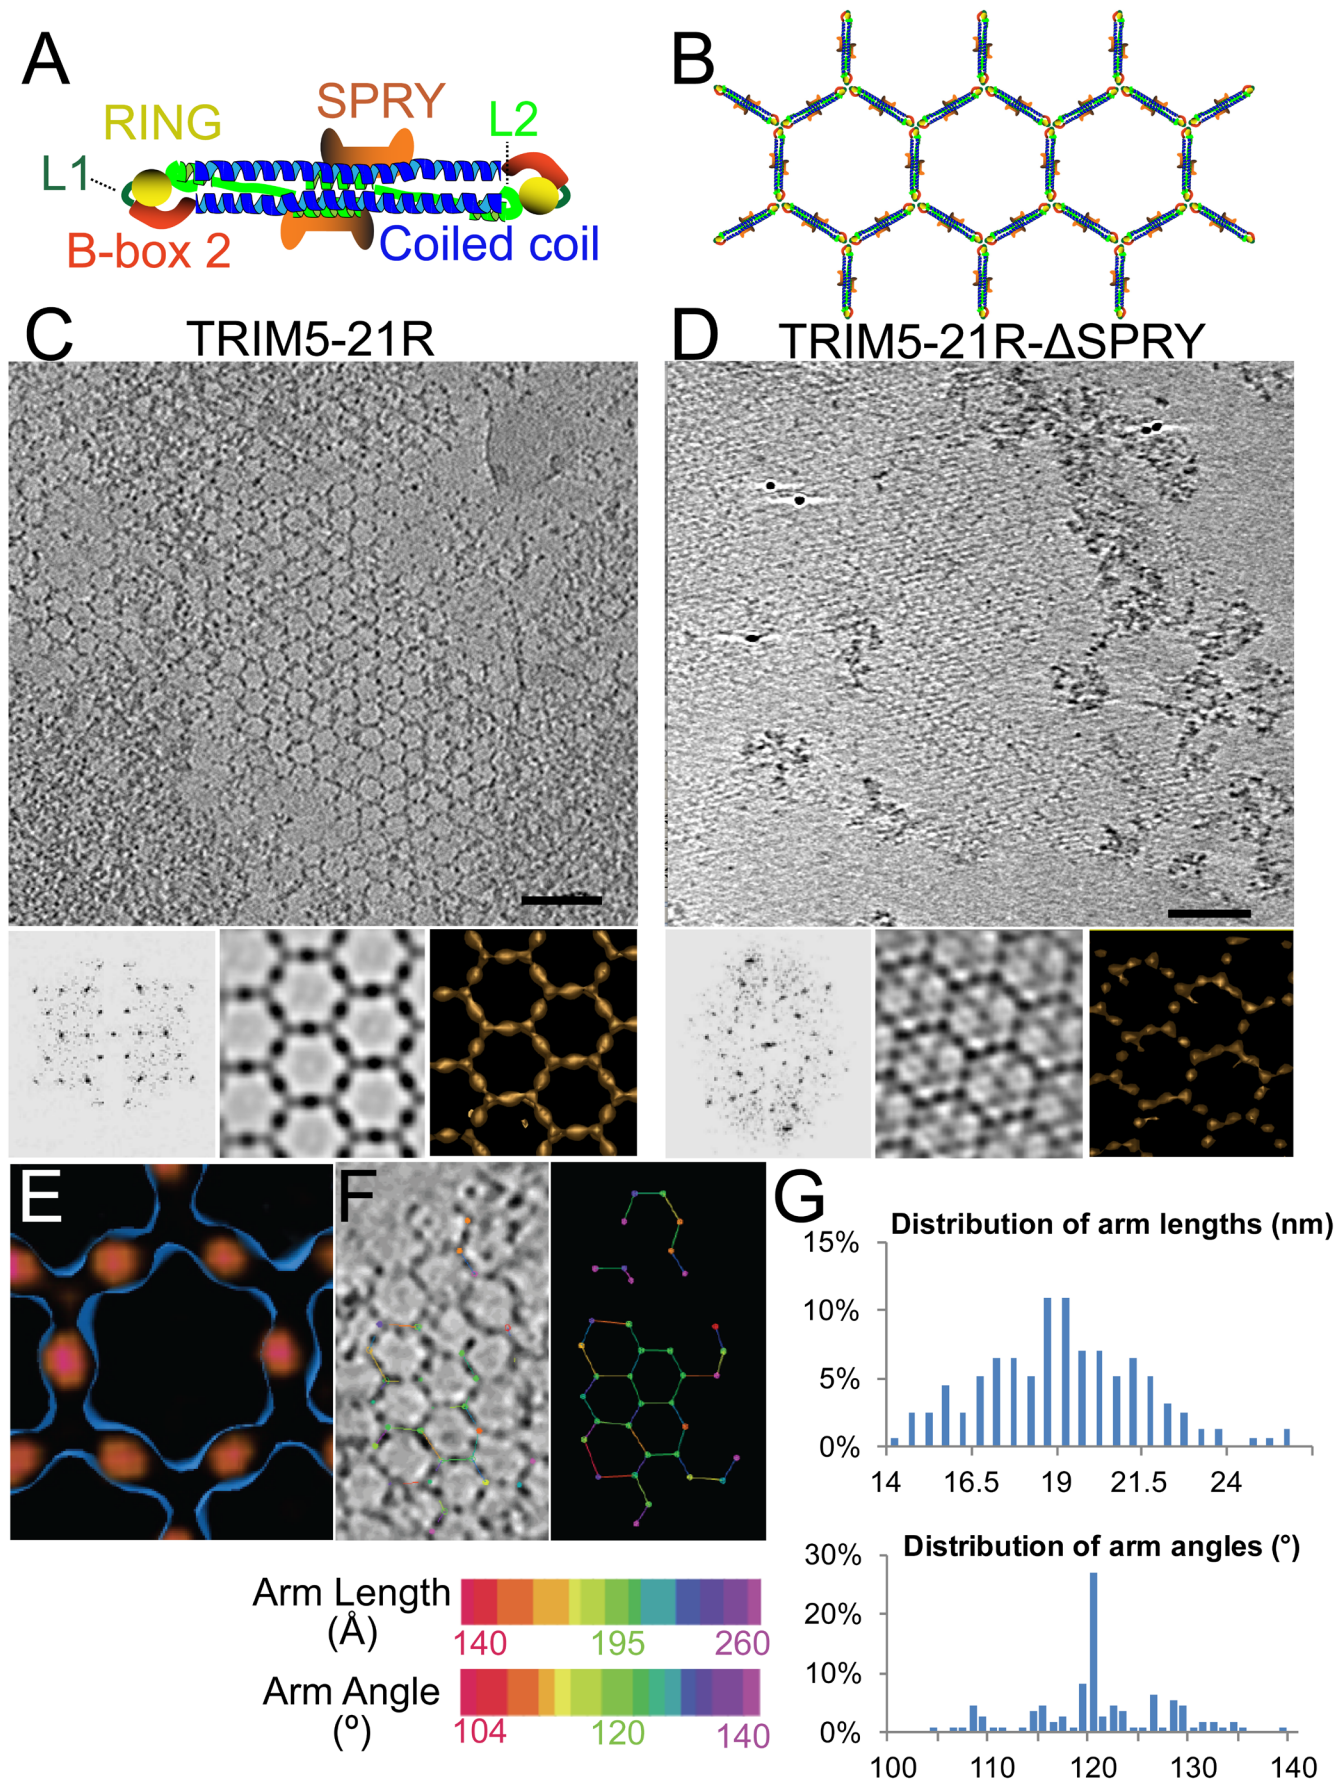 A
RING
SPRY
L2
L1
B-box 2
Coiled coil
B
C
TRIM5-21R
D
TRIM5-21R-ΔSPRY
E
F
Arm Length
(Å)
140
195
260
Arm Angle
(º)
104
120
140
G
Distribution of arm lengths (nm)
15%
10%
5%
0%
14
16.5
19
21.5
24
Distribution of arm angles (°)
30%
20%
10%
0%
100
110
120
130
140